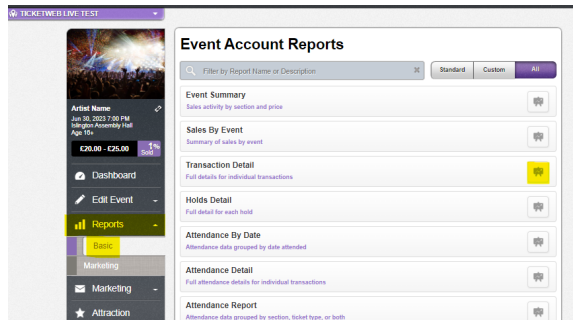 TICKETWEB LIVE TEST
Event Account Reports
Filter by Report Name or Description
Standard
Custom
All
Artist Name
Jun 30, 2023 7:00 PM
Islington Assembly Hall
Age 16+
£20.00 - £25.00
1%
Sold
Dashboard
Edit Event
Reports
Basic
Marketing
Marketing
Attraction
Event Summary
Sales activity by section and price
Sales By Event
Summary of sales by event
Transaction Detail
Full details for individual transactions
Holds Detail
Full detail for each hold
Attendance By Date
Attendance data grouped by date attended
Attendance Detail
Full attendance details for individual transactions
Attendance Report
Attendance data grouped by section, ticket type, or both